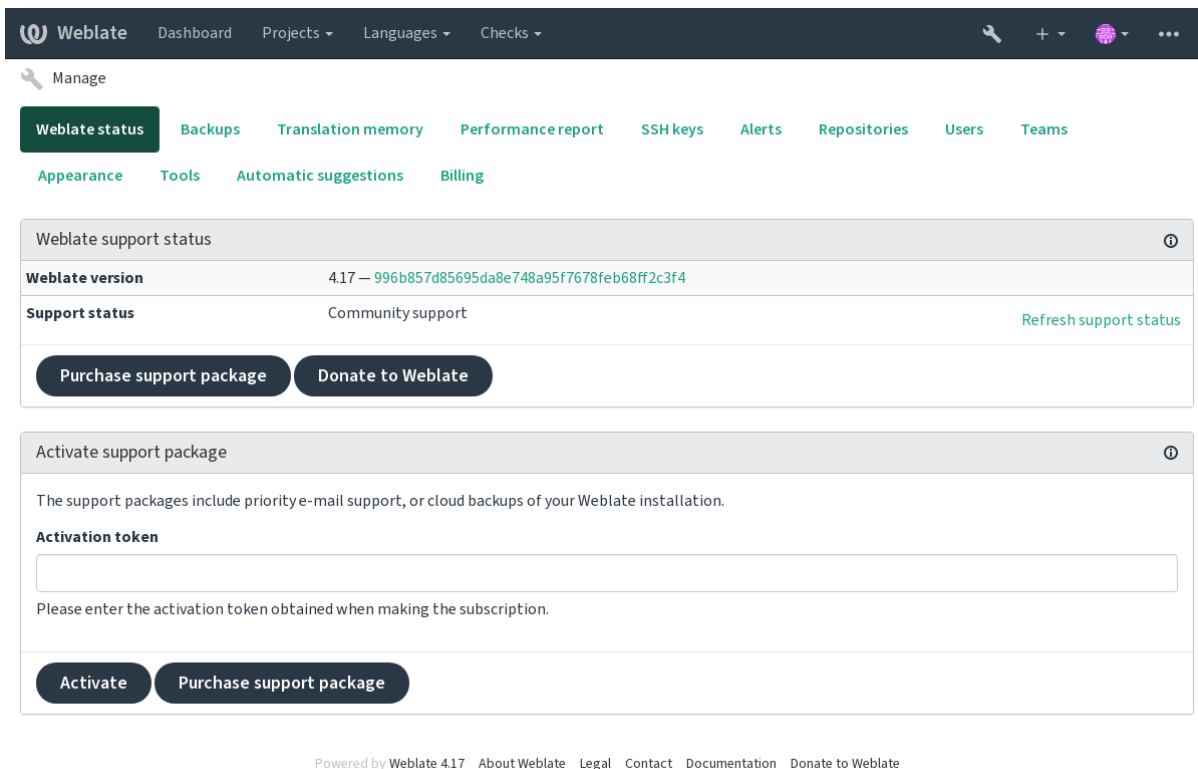 Weblate Dashboard Projects Languages Checks
Manage
Weblate status Backups Translation memory Performance report SSH keys Alerts Repositories Users Teams
Appearance Tools Automatic suggestions Billing
Weblate support status
Weblate version 4.17 — 996b857d85695da8e748a95f7678feb68ff2c3f4
Support status Community support Refresh support status
Purchase support package Donate to Weblate
Activate support package
The support packages include priority e-mail support, or cloud backups of your Weblate installation.
Activation token
Please enter the activation token obtained when making the subscription.
Activate Purchase support package
Powered by Weblate 4.17 About Weblate Legal Contact Documentation Donate to Weblate